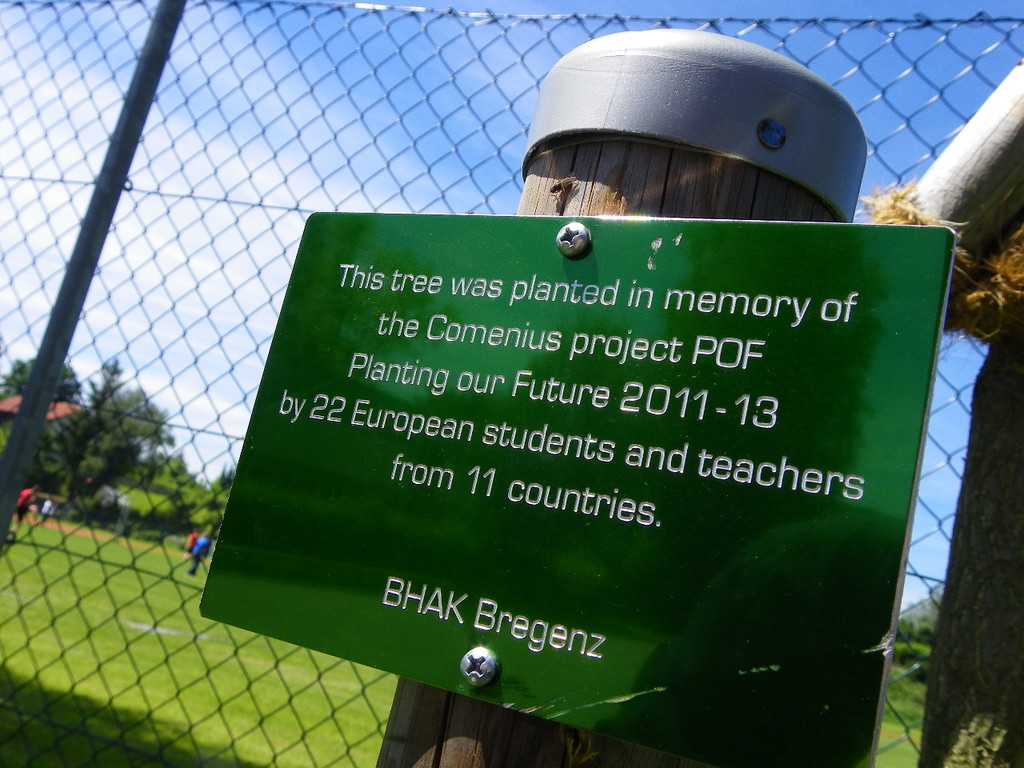 This tree was planted in memory of
the Comenius project POF
Planting our Future 2011-13
by 22 European students and teachers
from 11 countries.
BHAK Bregenz